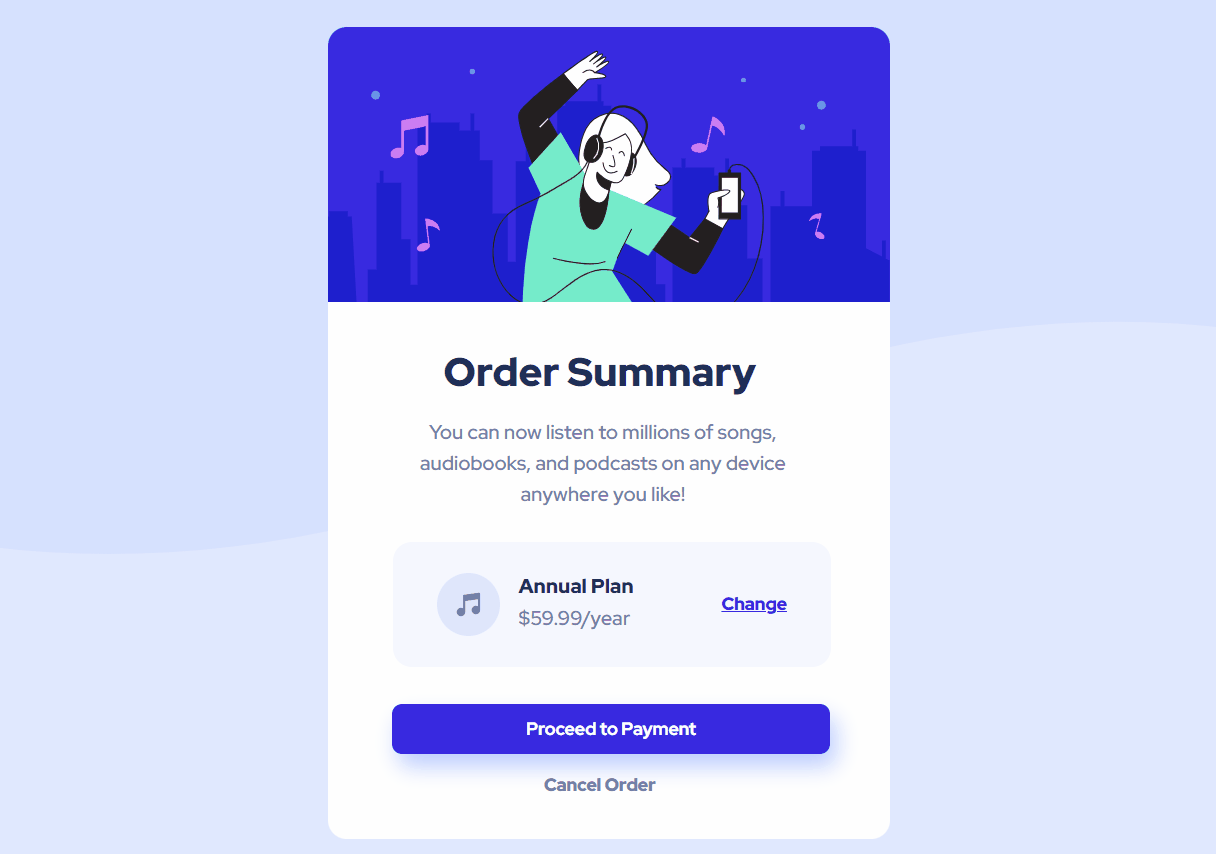 Order Summary
You can now listen to millions of songs,
audiobooks, and podcasts on any device
anywhere you like!
Annual Plan
$59.99/year
Change
Proceed to Payment
Cancel Order